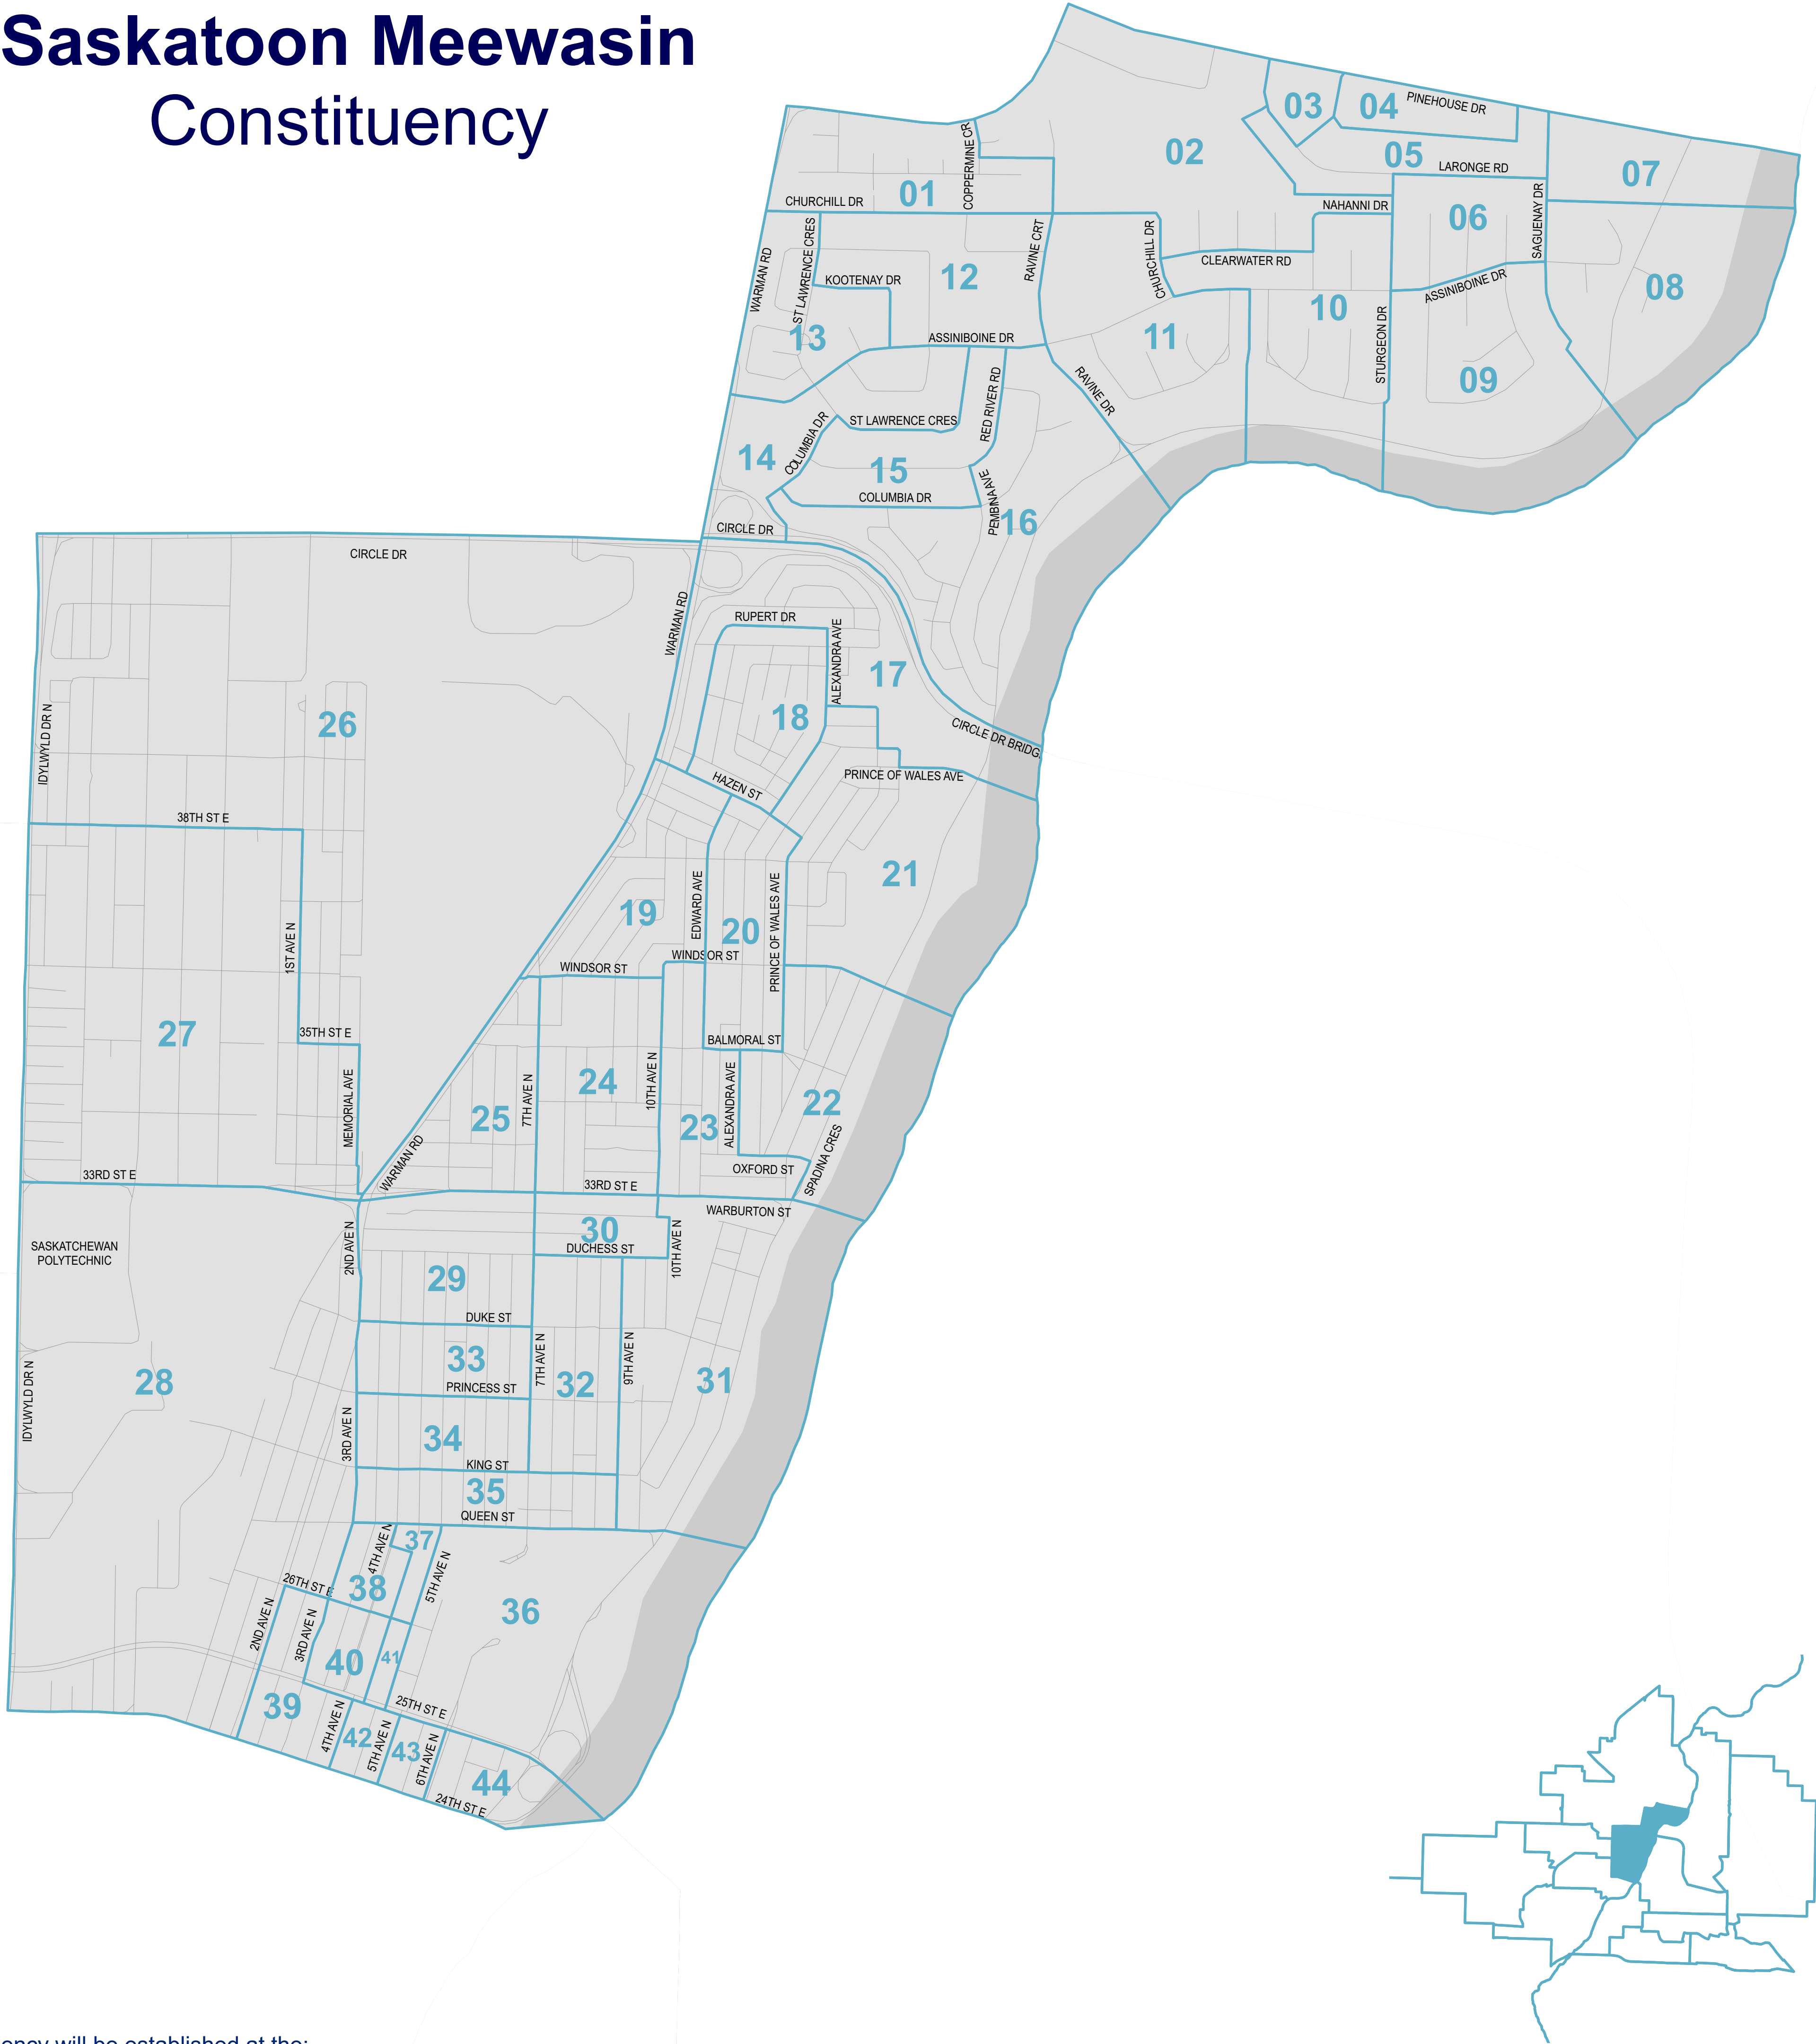 Saskatoon Meewasin
Constituency
03
04
PINEHOUSE DR
02
05
LARONGE RD
07
COPPERMINE CR
01
CHURCHILL DR
NAHANNI DR
06
SAGUENAY DR
WARMAN RD
ST LAWRENCE CRES
KOOTENAY DR
12
RAVINE CRT
CHURCHILL DR
CLEARWATER RD
10
ASSINIBOINE DR
08
13
ASSINIBOINE DR
11
STURGEON DR
09
RAVINE DR
RED RIVER RD
ST LAWRENCE CRES
COLUMBIA DR
14
15
COLUMBIA DR
PEMBINA AVE
16
CIRCLE DR
CIRCLE DR
WARMAN RD
RUPERT DR
ALEXANDRA AVE
17
18
CIRCLE DR BRIDG
IDYLWYLD DR N
26
HAZEN ST
PRINCE OF WALES AVE
38TH ST E
21
19
EDWARD AVE
20
PRINCE OF WALES AVE
1ST AVE N
WINDSOR ST
WINDSOR ST
27
35TH ST E
BALMORAL ST
MEMORIAL AVE
25
7TH AVE N
24
10TH AVE N
23
ALEXANDRA AVE
22
WARMAN RD
OXFORD ST
SPADINA CRES
33RD ST E
33RD ST E
WARBURTON ST
SASKATCHEWAN
POLYTECHNIC
2ND AVE N
30
DUCHESS ST
10TH AVE N
29
DUKE ST
33
7TH AVE N
32
9TH AVE N
31
28
IDYLWYLD DR N
PRINCESS ST
3RD AVE N
34
KING ST
35
QUEEN ST
4TH AVE N
37
38
5TH AVE N
26TH ST E
36
2ND AVE N
3RD AVE N
40
41
39
25TH ST E
4TH AVE N
42
5TH AVE N
43
6TH AVE N
44
24TH ST E
ency will be established at the: